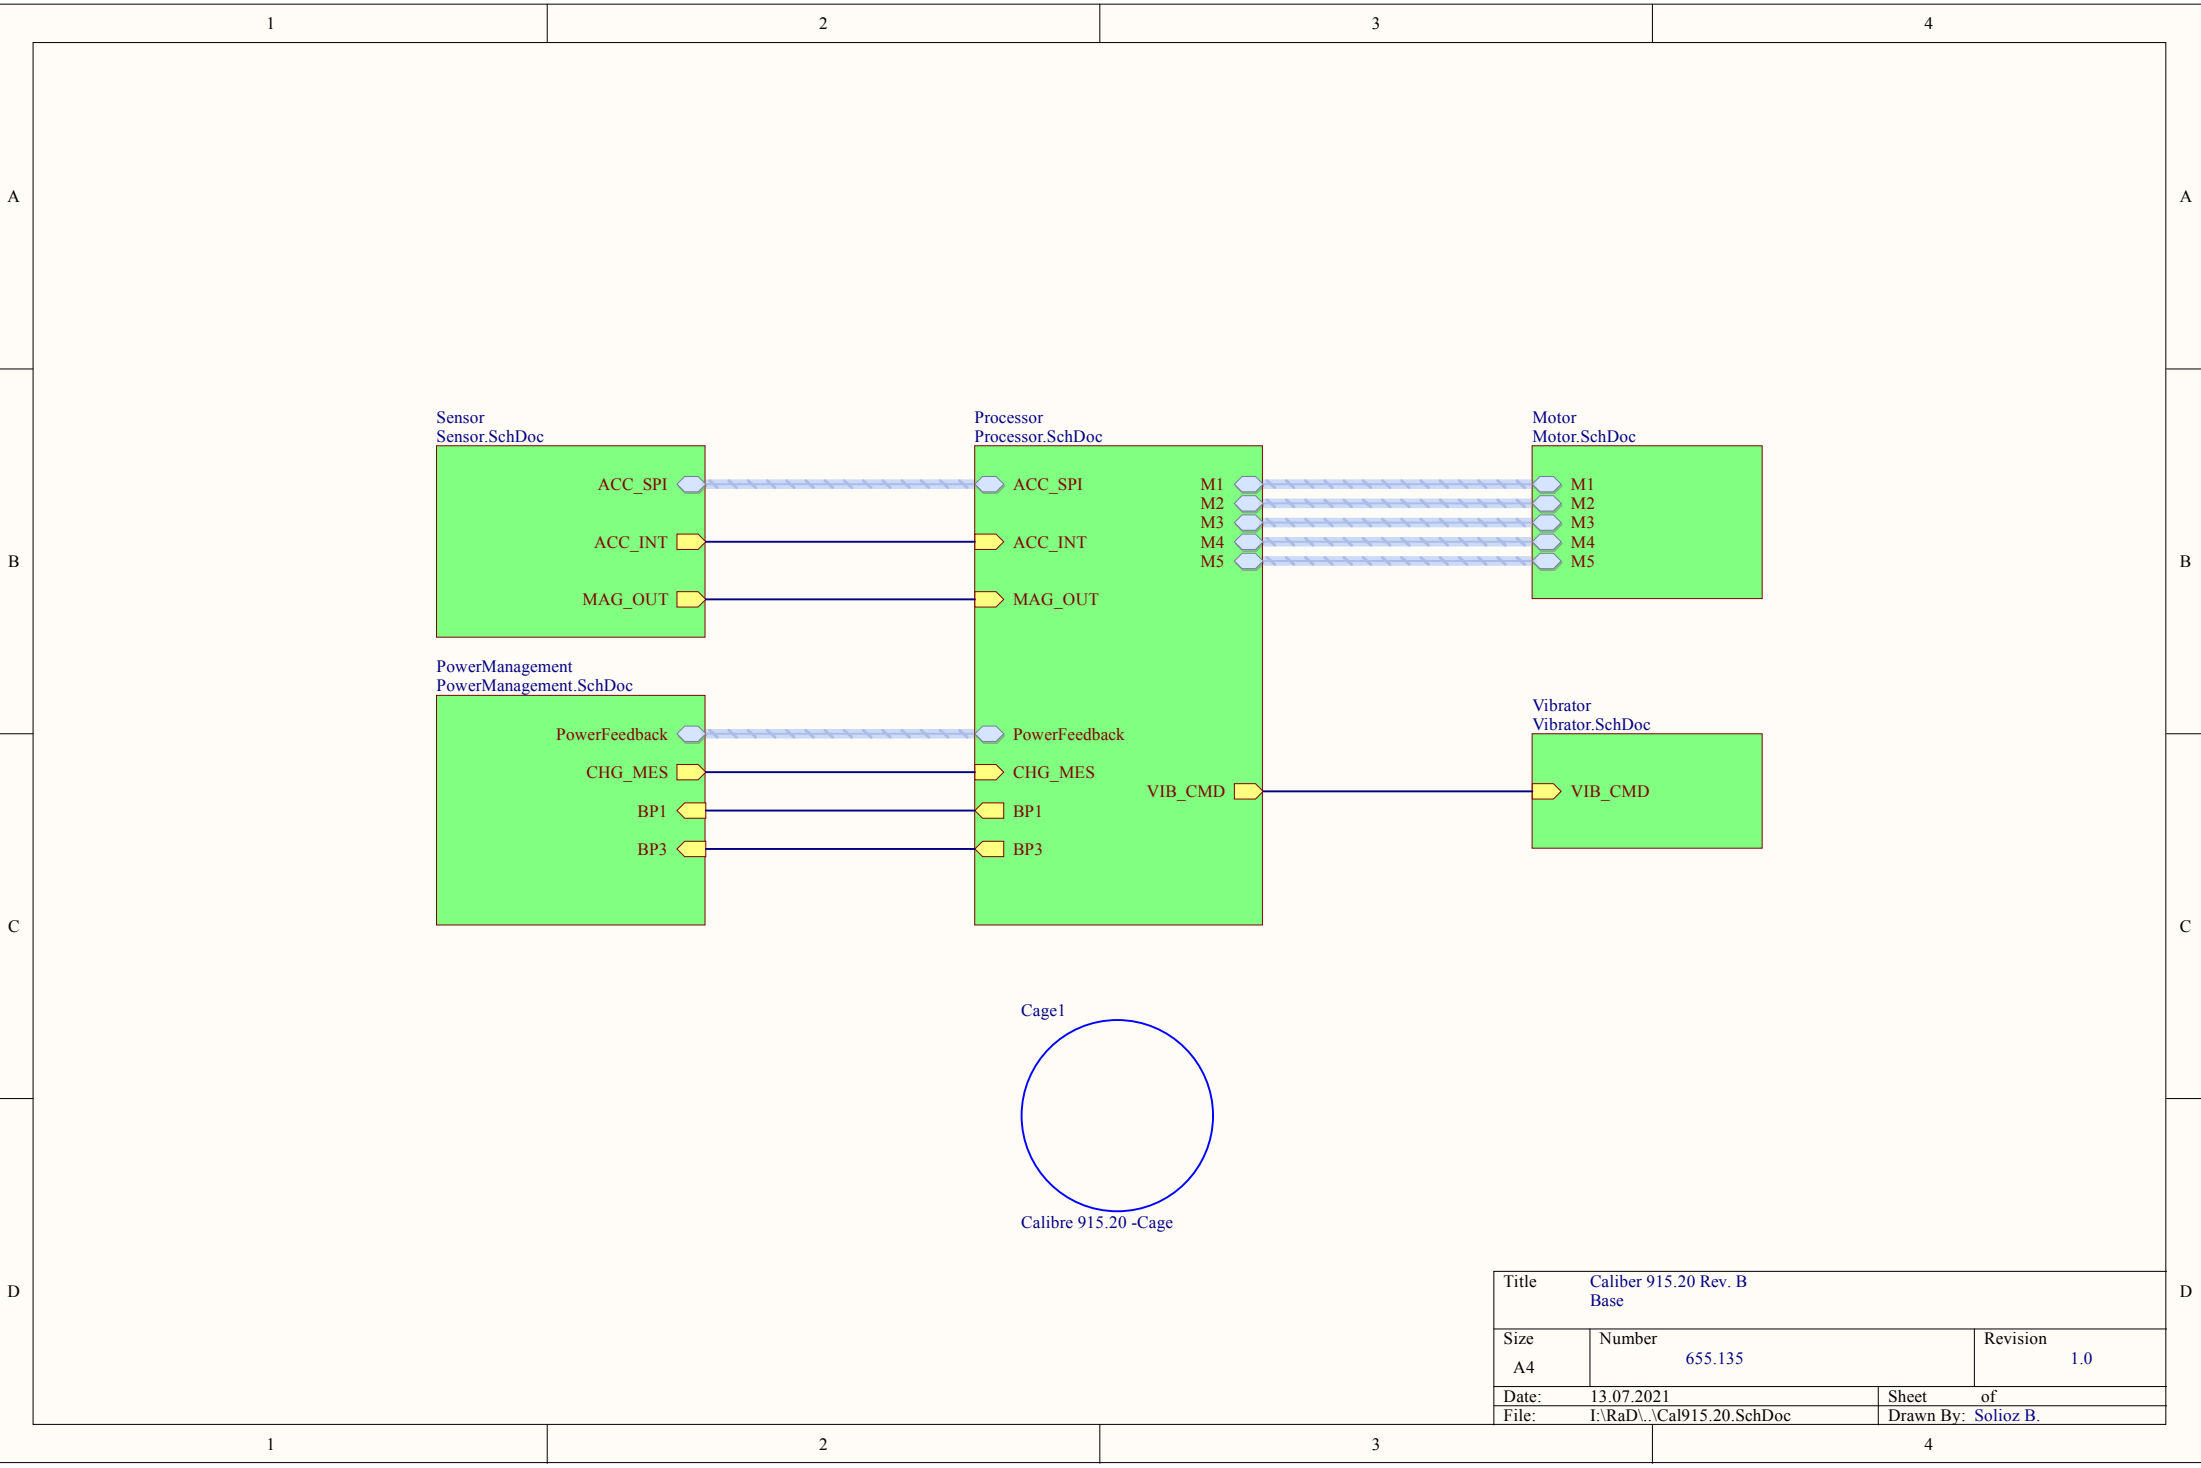 1 2 3 4
A A
Sensor
Sensor.SchDoc
Processor
Processor.SchDoc
Motor
Motor.SchDoc
ACC_SPI ACC_SPI M1 M1
M2 M2
M3 M3
ACC_INT ACC_INT M4 M4
B M5 M5 B
MAG_OUT MAG_OUT
PowerManagement
PowerManagement.SchDoc
Vibrator
Vibrator.SchDoc
PowerFeedback PowerFeedback
CHG_MES CHG_MES
VIB_CMD VIB_CMD
BP1 BP1
BP3 BP3
C C
Cage1
Calibre 915.20 -Cage
D D
Title Caliber 915.20 Rev. B
Base
Size Number Revision
A4 655.135 1.0
Date: 13.07.2021 Sheet of
File: I:\RaD\..\Cal915.20.SchDoc Drawn By: Solioz B.
1 2 3 4